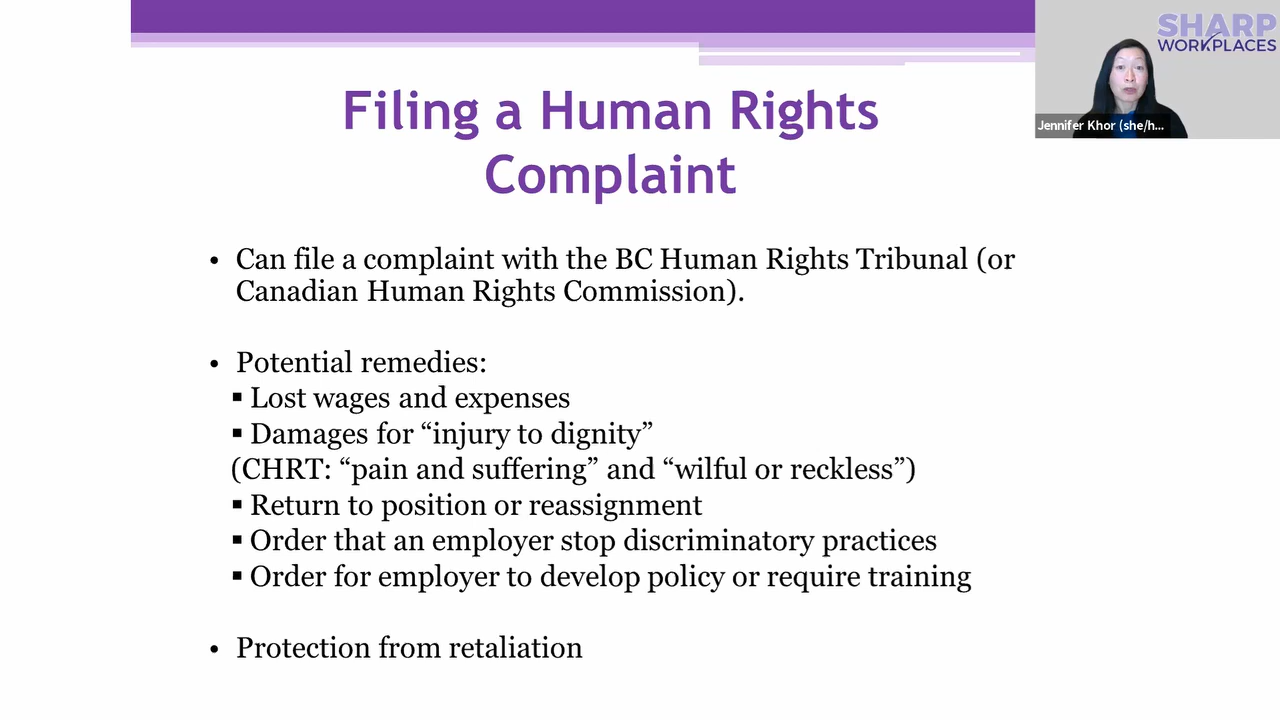 SHARP
WORKPLACES
Jennifer Khor (she/h...
Filing a Human Rights
Complaint
• Can file a complaint with the BC Human Rights Tribunal (or
Canadian Human Rights Commission).
• Potential remedies:
▪ Lost wages and expenses
▪ Damages for “injury to dignity”
(CHRT: “pain and suffering” and “wilful or reckless”)
▪ Return to position or reassignment
▪ Order that an employer stop discriminatory practices
▪ Order for employer to develop policy or require training
• Protection from retaliation